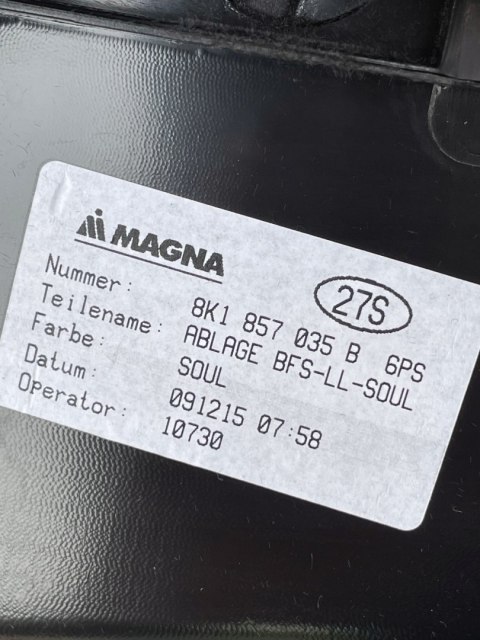 MAGNA
27S
Nummer: 8K1 857 035 B 6PS
Teilename: ABLAGE BFS-LL-SOUL
Farbe: SOUL
Datum: 091215 07:58
Operator: 10730